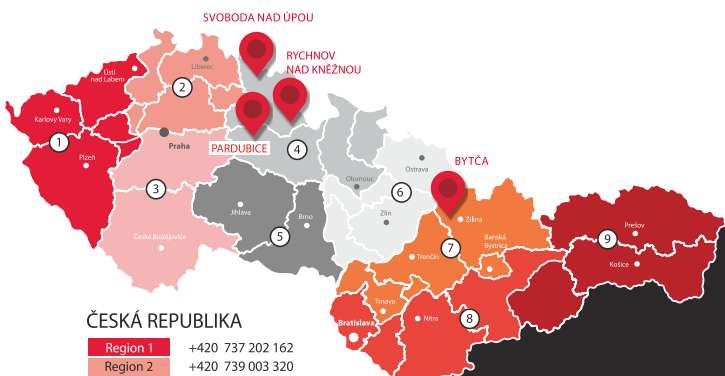 SVOBODA NAD ÚPOU
RYCHNOV
NAD KNĚŽNOU
Liberec
Ústí
nad Labem
2
Karlovy Vary
1
Praha
PARDUBICE
4
BYTČA
Plzeň
Ostrava
Olomouc
3
6
Jihlava
Zlín
Žilina
Brno
5
České Budějovice
7
Banská
Bystrica
Prešov
9
Trenčín
Košice
Trnava
Bratislava
Nitra
8
ČESKÁ REPUBLIKA
Region 1 +420 737 202 162
Region 2 +420 739 003 320